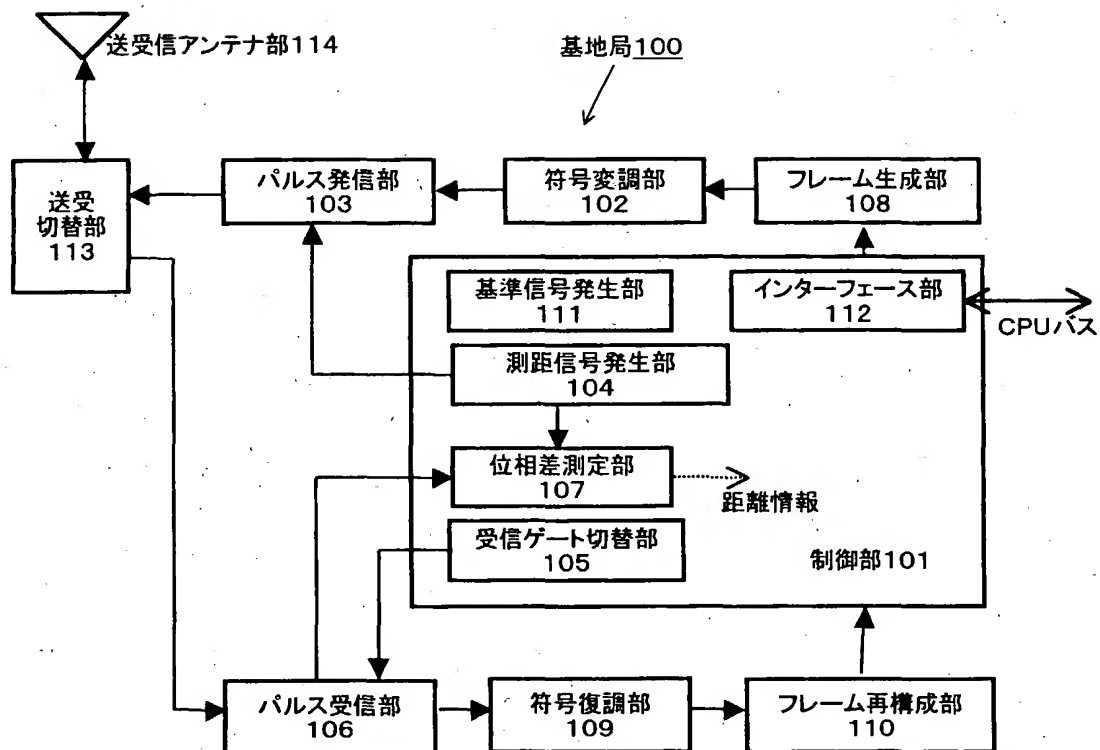 送受信アンテナ部114
基地局100
送受
切替部
113
パルス発信部
103
符号変調部
102
フレーム生成部
108
基準信号発生部
111
インターフェース部
112
CPUバス
測距信号発生部
104
位相差測定部
107
距離情報
受信ゲート切替部
105
制御部101
パルス受信部
106
符号復調部
109
フレーム再構成部
110